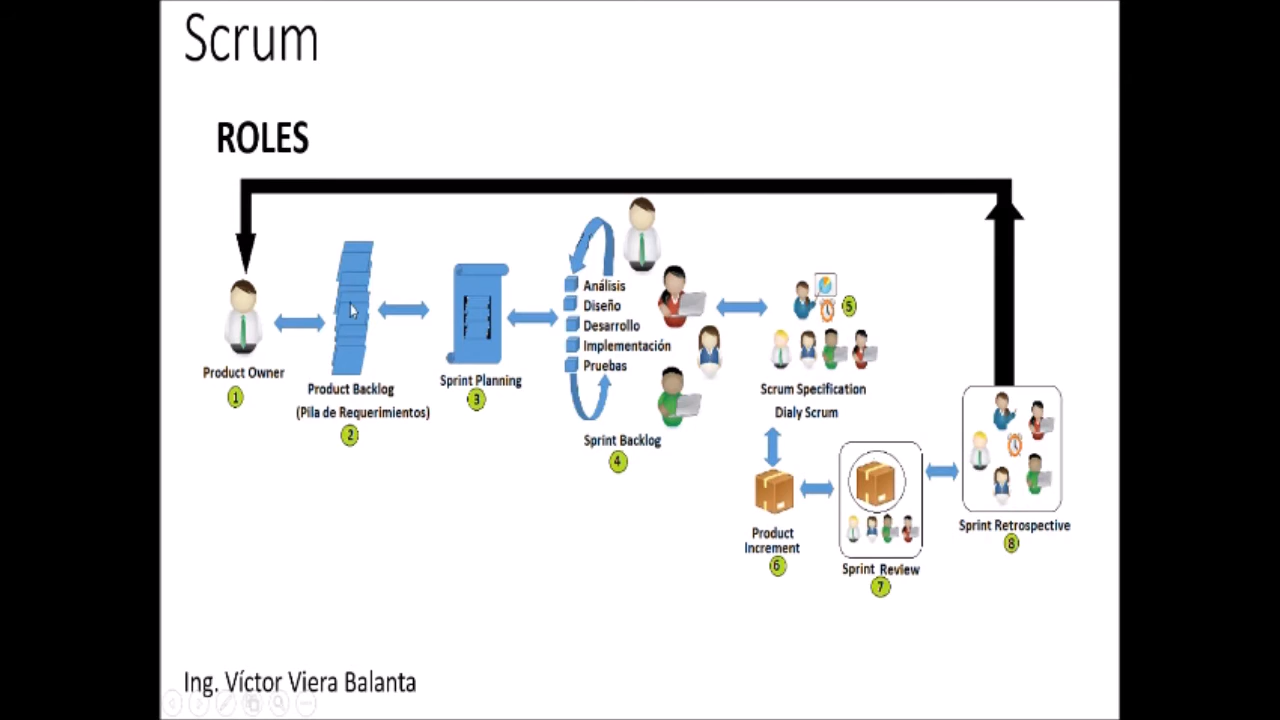 Scrum
ROLES
Product Owner
1
Product Backlog
(Pila de Requerimientos)
2
Sprint Planning
3
Análisis
Diseño
Desarrollo
Implementación
Pruebas
Sprint Backlog
4
5
Scrum Specification
Dialy Scrum
Product
Increment
6
Sprint Review
7
Sprint Retrospective
8
Ing. Víctor Viera Balanta